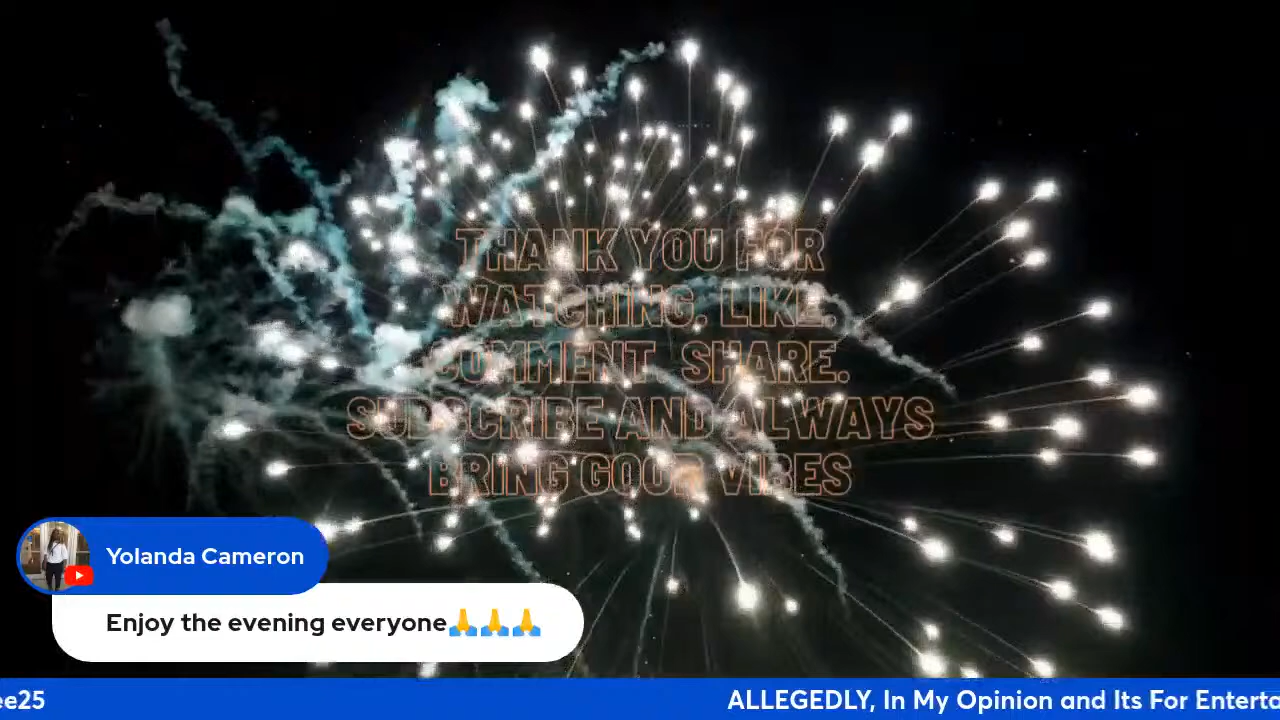 THANK YOU FOR
WATCHING. LIKE.
COMMENT. SHARE.
SUBSCRIBE AND ALWAYS
BRING GOOD VIBES
Yolanda Cameron
Enjoy the evening everyone🙏🙏🙏
ee25 ALLEGEDLY, In My Opinion and Its For Enterta